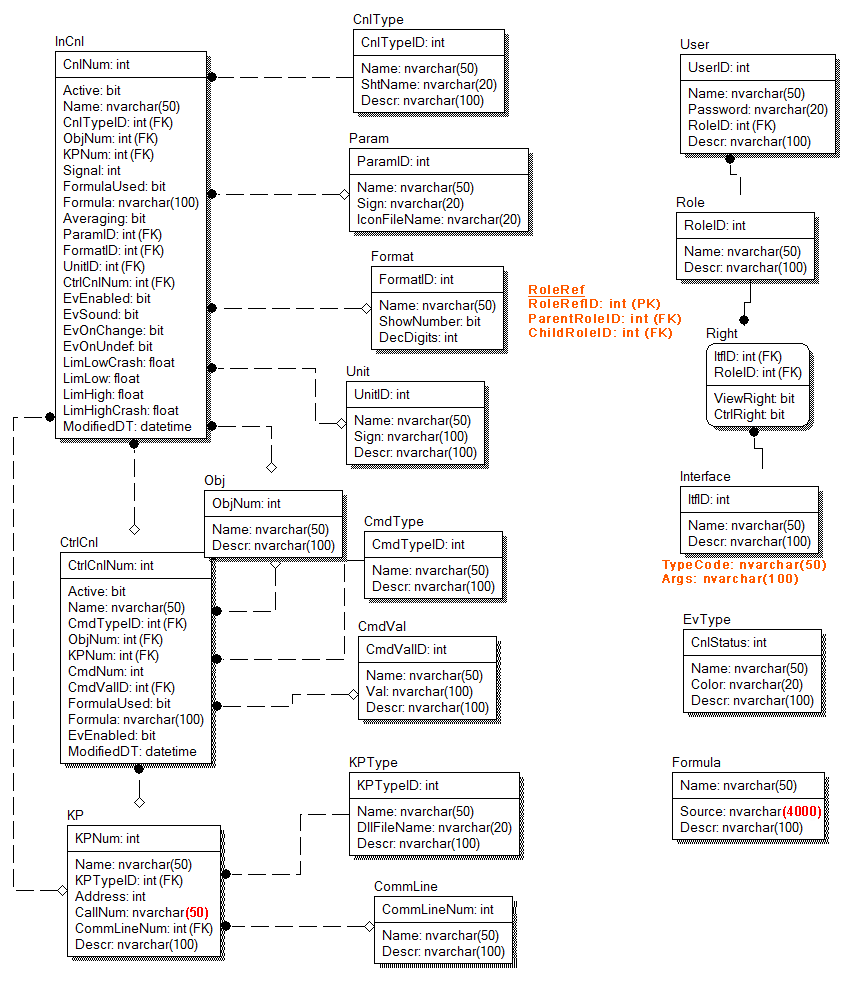 InCnl
CnlNum: int
Active: bit
Name: nvarchar(50)
CnlTypeID: int (FK)
ObjNum: int (FK)
KPNum: int (FK)
Signal: int
FormulaUsed: bit
Formula: nvarchar(100)
Averaging: bit
ParamID: int (FK)
FormatID: int (FK)
UnitID: int (FK)
CtrlCnlNum: int (FK)
EvEnabled: bit
EvSound: bit
EvOnChange: bit
EvOnUndef: bit
LimLowCrash: float
LimLow: float
LimHigh: float
LimHighCrash: float
ModifiedDT: datetime
CnlType
CnlTypeID: int
Name: nvarchar(50)
ShtName: nvarchar(20)
Descr: nvarchar(100)
Param
ParamID: int
Name: nvarchar(50)
Sign: nvarchar(20)
IconFileName: nvarchar(20)
Format
FormatID: int
Name: nvarchar(50)
ShowNumber: bit
DecDigits: int
Unit
UnitID: int
Name: nvarchar(50)
Sign: nvarchar(100)
Descr: nvarchar(100)
Obj
ObjNum: int
Name: nvarchar(50)
Descr: nvarchar(100)
CtrlCnl
CtrlCnlNum: int
Active: bit
Name: nvarchar(50)
CmdTypeID: int (FK)
ObjNum: int (FK)
KPNum: int (FK)
CmdNum: int
CmdValID: int (FK)
FormulaUsed: bit
Formula: nvarchar(100)
EvEnabled: bit
ModifiedDT: datetime
CmdType
CmdTypeID: int
Name: nvarchar(50)
Descr: nvarchar(100)
CmdVal
CmdValID: int
Name: nvarchar(50)
Val: nvarchar(100)
Descr: nvarchar(100)
KP
KPNum: int
Name: nvarchar(50)
KPTypeID: int (FK)
Address: int
CallNum: nvarchar(50)
CommLineNum: int (FK)
Descr: nvarchar(100)
KPType
KPTypeID: int
Name: nvarchar(50)
DllFileName: nvarchar(20)
Descr: nvarchar(100)
CommLine
CommLineNum: int
Name: nvarchar(50)
Descr: nvarchar(100)
User
UserID: int
Name: nvarchar(50)
Password: nvarchar(20)
RoleID: int (FK)
Descr: nvarchar(100)
Role
RoleID: int
Name: nvarchar(50)
Descr: nvarchar(100)
RoleRef
RoleRefID: int (PK)
ParentRoleID: int (FK)
ChildRoleID: int (FK)
Right
ItfID: int (FK)
RoleID: int (FK)
ViewRight: bit
CtrlRight: bit
Interface
ItfID: int
Name: nvarchar(50)
Descr: nvarchar(100)
TypeCode: nvarchar(50)
Args: nvarchar(100)
EvType
CnlStatus: int
Name: nvarchar(50)
Color: nvarchar(20)
Descr: nvarchar(100)
Formula
Name: nvarchar(50)
Source: nvarchar(4000)
Descr: nvarchar(100)